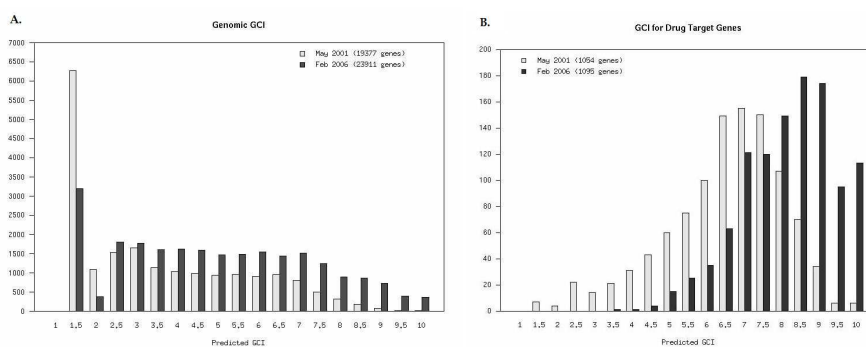 A.
Genomic GCI
May 2001 (19377 genes)
Feb 2006 (23911 genes)
7000
6500
6000
5500
5000
4500
4000
3500
3000
2500
2000
1500
1000
500
0
1 1,5 2 2,5 3 3,5 4 4,5 5 5,5 6 6,5 7 7,5 8 8,5 9 9,5 10
Predicted GCI
B.
GCI for Drug Target Genes
May 2001 (1054 genes)
Feb 2006 (1095 genes)
200
180
160
140
120
100
80
60
40
20
0
1 1,5 2 2,5 3 3,5 4 4,5 5 5,5 6 6,5 7 7,5 8 8,5 9 9,5 10
Predicted GCI